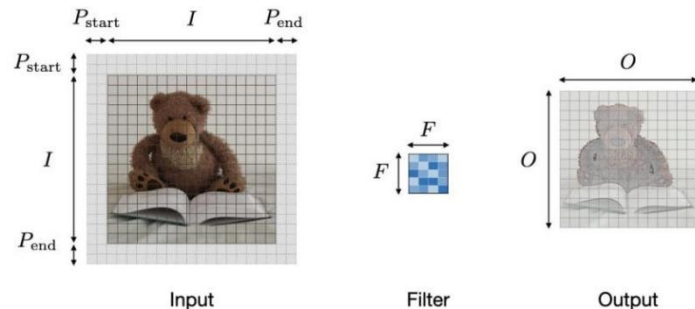 P_start I P_end
P_start
I
P_end
F
F
O
O
Input Filter Output